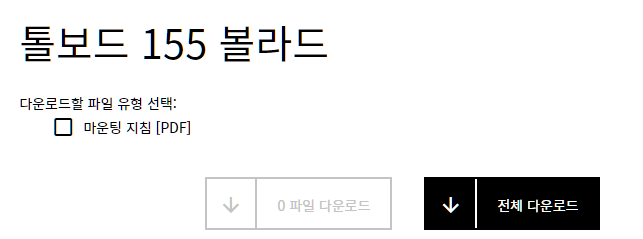 톨보드 155 볼라드
다운로드할 파일 유형 선택:
마운팅 지침 [PDF]
0 파일 다운로드
전체 다운로드